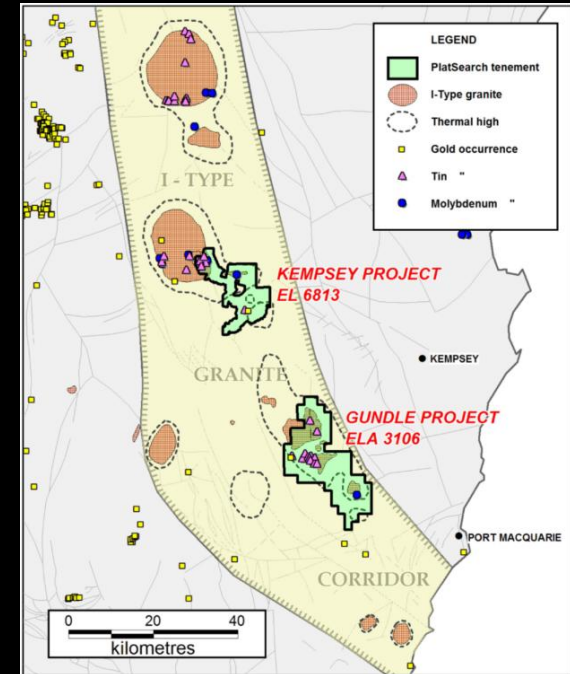 LEGEND
PlatSearch tenement
I-Type granite
Thermal high
Gold occurrence
Tin "
Molybdenum "
I - TYPE
KEMPSEY PROJECT
EL 6813
KEMPSEY
GRANITE
GUNDLE PROJECT
ELA 3106
PORT MACQUARIE
CORRIDOR
0 20 40
kilometres